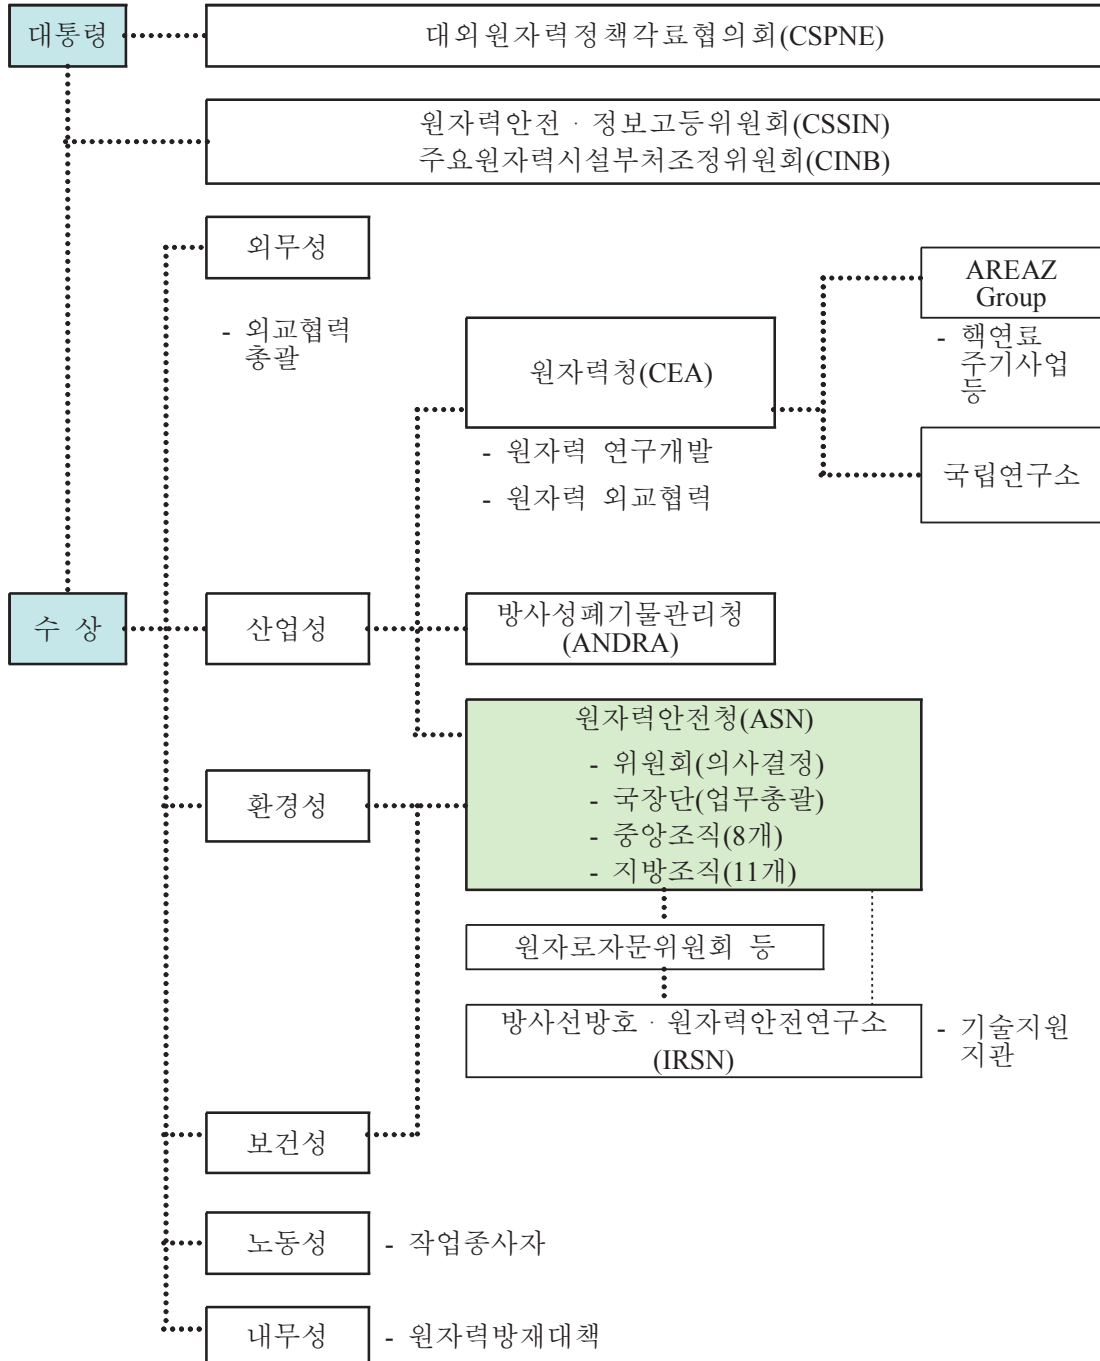 대통령
대외원자력정책각료협의회(CSPNE)
원자력안전 · 정보고등위원회(CSSIN)
주요원자력시설부처조정위원회(CINB)
외무성
- 외교협력
총괄
원자력청(CEA)
- 원자력 연구개발
- 원자력 외교협력
AREAZ
Group
- 핵연료
주기사업
등
국립연구소
수 상
산업성
방사성폐기물관리청
(ANDRA)
원자력안전청(ASN)
- 위원회(의사결정)
- 국장단(업무총괄)
- 중앙조직(8개)
- 지방조직(11개)
환경성
원자로자문위원회 등
방사선방호 · 원자력안전연구소
(IRSN)
- 기술지원
지관
보건성
노동성
- 작업종사자
내무성
- 원자력방재대책